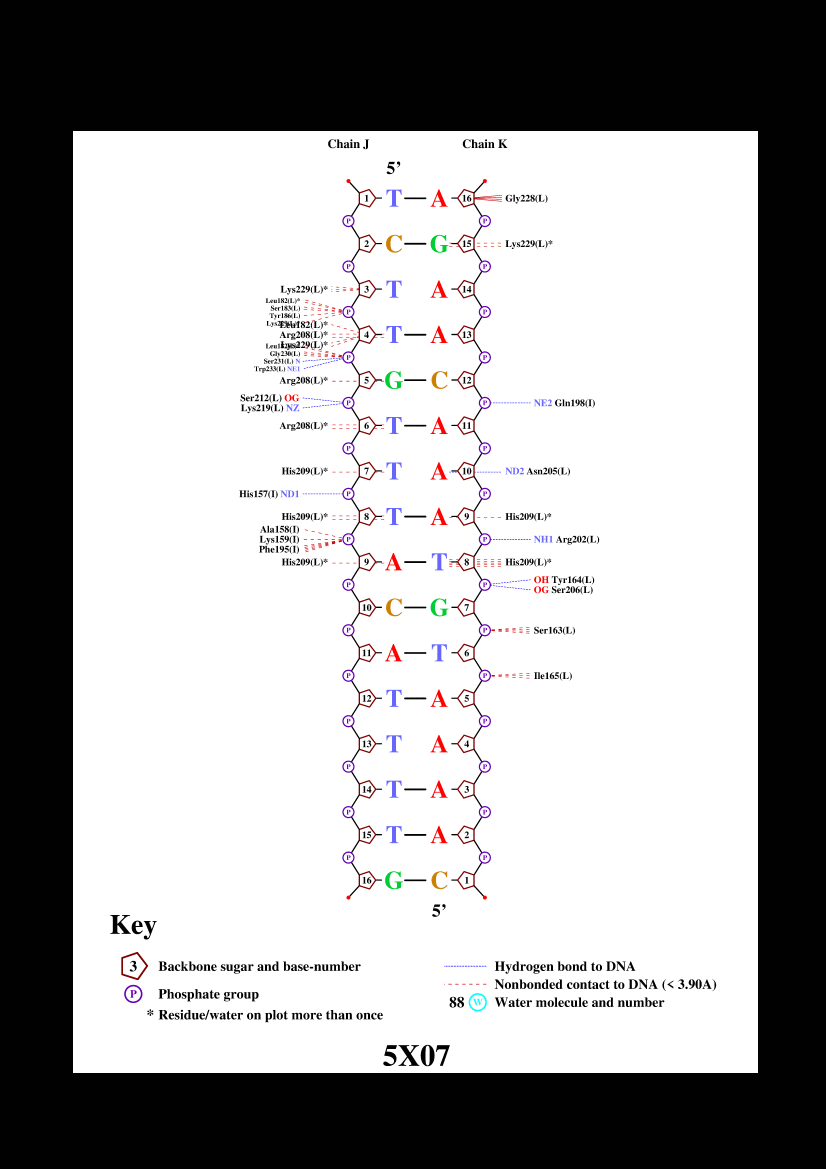 Chain J Chain K
5’
1 T A 16 Gly228(L)
P P
2 C G 15 Lys229(L)*
P P
Lys229(L)* 3 T A 14
Leu182(L)*
Ser183(L)
P P
Tyr186(L)
Leu182(L)*
Arg208(L)* 4 T A 13
Lys229(L)*
Gly230(L)
P P
Ser231(L) N
Trp233(L) NE1
Arg208(L)* 5 G C 12
Ser212(L) OG
P P NE2 Gln198(I)
Lys219(L) NZ
Arg208(L)* 6 T A 11
P P
His209(L)* 7 T A 10 ND2 Asn205(L)
His157(I) ND1 P P
His209(L)* 8 T A 9 His209(L)*
Ala158(I)
Lys159(I) P P NH1 Arg202(L)
Phe195(I)
His209(L)* 9 A T 8 His209(L)*
OH Tyr164(L)
P P
OG Ser206(L)
10 C G 7
P P Ser163(L)
11 A T 6
P P Ile165(L)
12 T A 5
P P
13 T A 4
P P
14 T A 3
P P
15 T A 2
P P
16 G C 1
5’
Key
3 Backbone sugar and base-number
P Phosphate group
* Residue/water on plot more than once
Hydrogen bond to DNA
Nonbonded contact to DNA (< 3.90A)
88 W Water molecule and number
5X07